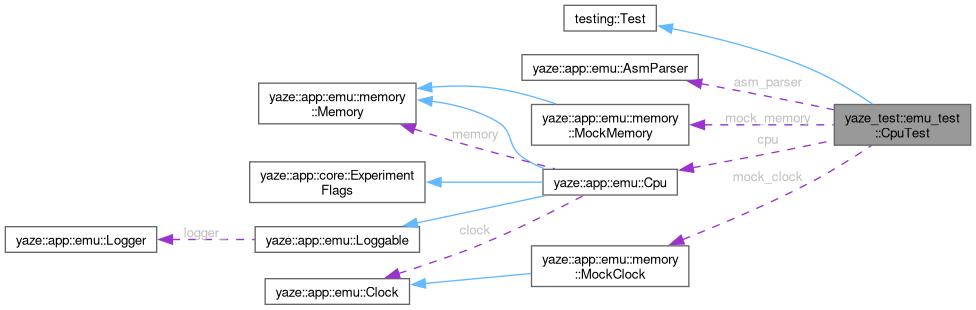 testing::Test
yaze::app::emu::AsmParser
asm_parser
yaze::app::emu::memory
::Memory
yaze::app::emu::memory
::MockMemory
mock_memory
yaze_test::emu_test
::CpuTest
memory
cpu
yaze::app::core::Experiment
Flags
yaze::app::emu::Cpu
mock_clock
yaze::app::emu::Logger
logger
yaze::app::emu::Loggable
clock
yaze::app::emu::memory
::MockClock
yaze::app::emu::Clock